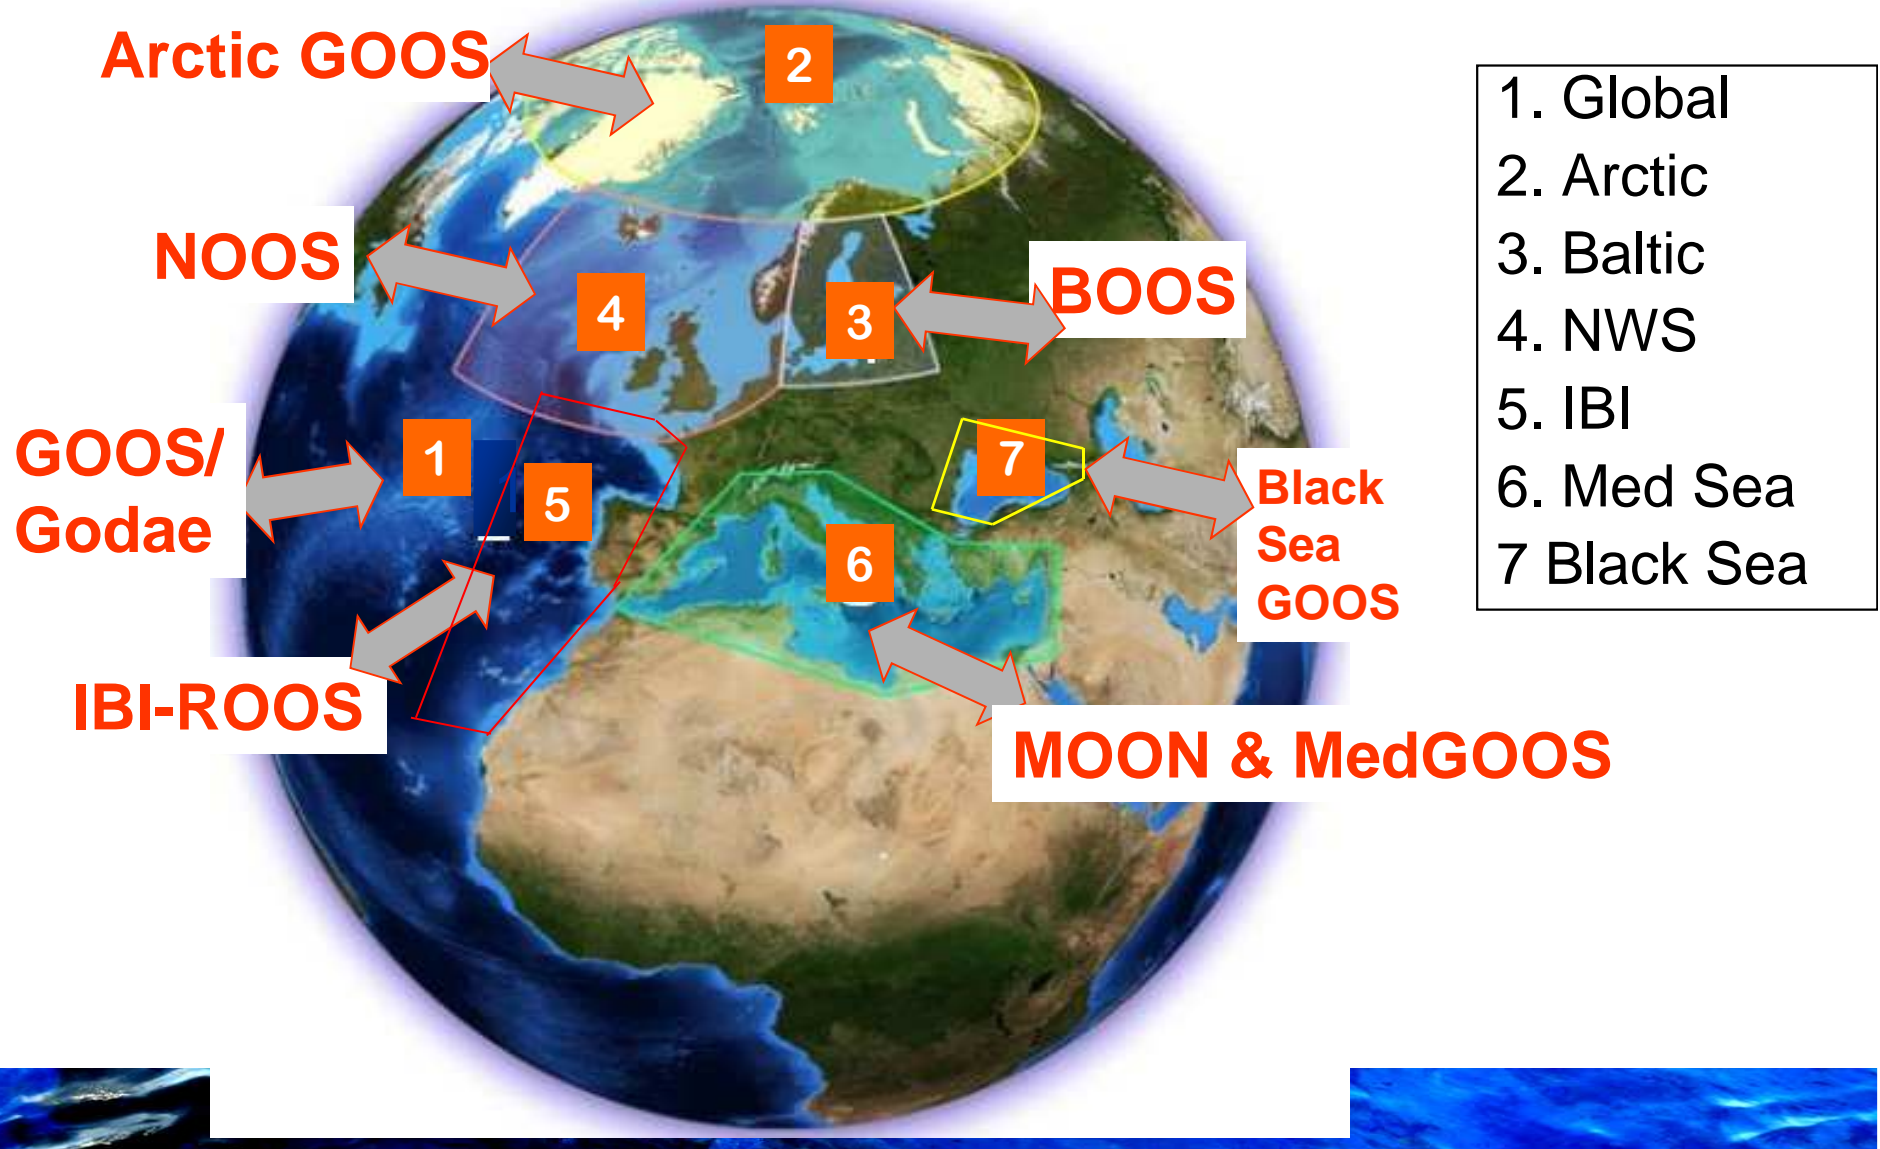 Arctic GOOS
2
NOOS
4
3
BOOS
GOOS/
Godae
1
5
7
6
Black
Sea
GOOS
IBI-ROOS
MOON & MedGOOS
1. Global
2. Arctic
3. Baltic
4. NWS
5. IBI
6. Med Sea
7 Black Sea